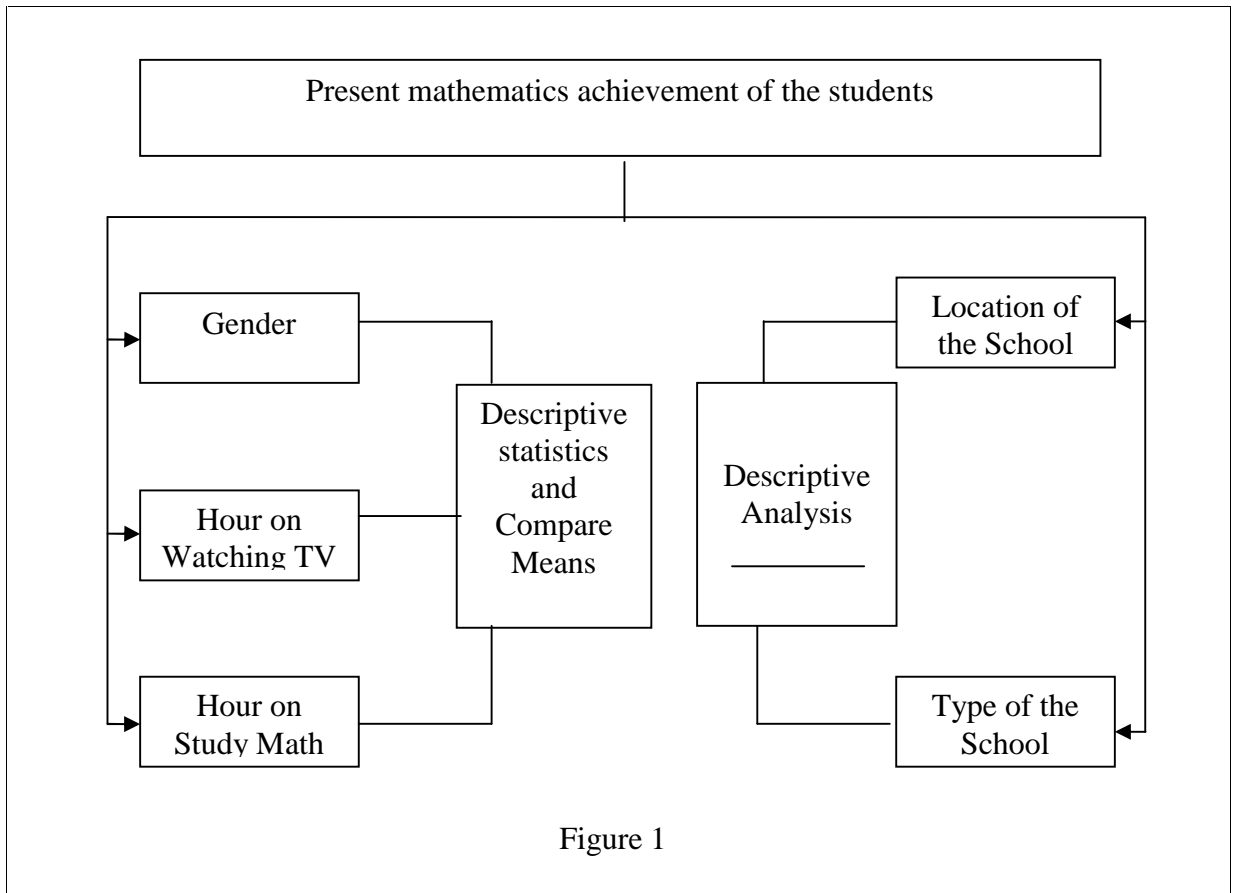 Present mathematics achievement of the students
Gender
Hour on
Watching TV
Hour on
Study Math
Descriptive
statistics
and
Compare
Means
Descriptive
Analysis
Location of
the School
Type of the
School
Figure 1